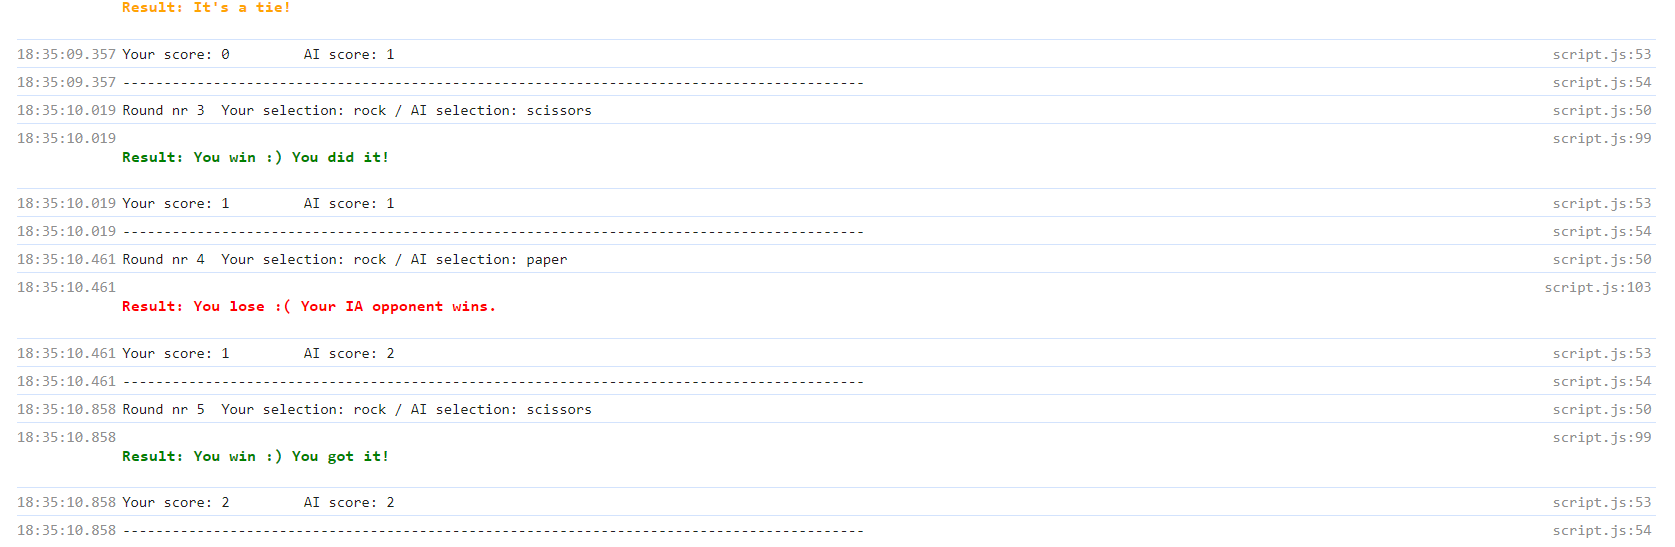 Result: It's a tie!
18:35:09.357 Your score: 0 AI score: 1 script.js:53
18:35:09.357 ------------------------------------------------------------------------------------------ script.js:54
18:35:10.019 Round nr 3 Your selection: rock / AI selection: scissors script.js:50
18:35:10.019 script.js:99
Result: You win :) You did it!
18:35:10.019 Your score: 1 AI score: 1 script.js:53
18:35:10.019 ------------------------------------------------------------------------------------------ script.js:54
18:35:10.461 Round nr 4 Your selection: rock / AI selection: paper script.js:50
18:35:10.461 script.js:103
Result: You lose :( Your IA opponent wins.
18:35:10.461 Your score: 1 AI score: 2 script.js:53
18:35:10.461 ------------------------------------------------------------------------------------------ script.js:54
18:35:10.858 Round nr 5 Your selection: rock / AI selection: scissors script.js:50
18:35:10.858 script.js:99
Result: You win :) You got it!
18:35:10.858 Your score: 2 AI score: 2 script.js:53
18:35:10.858 ------------------------------------------------------------------------------------------ script.js:54